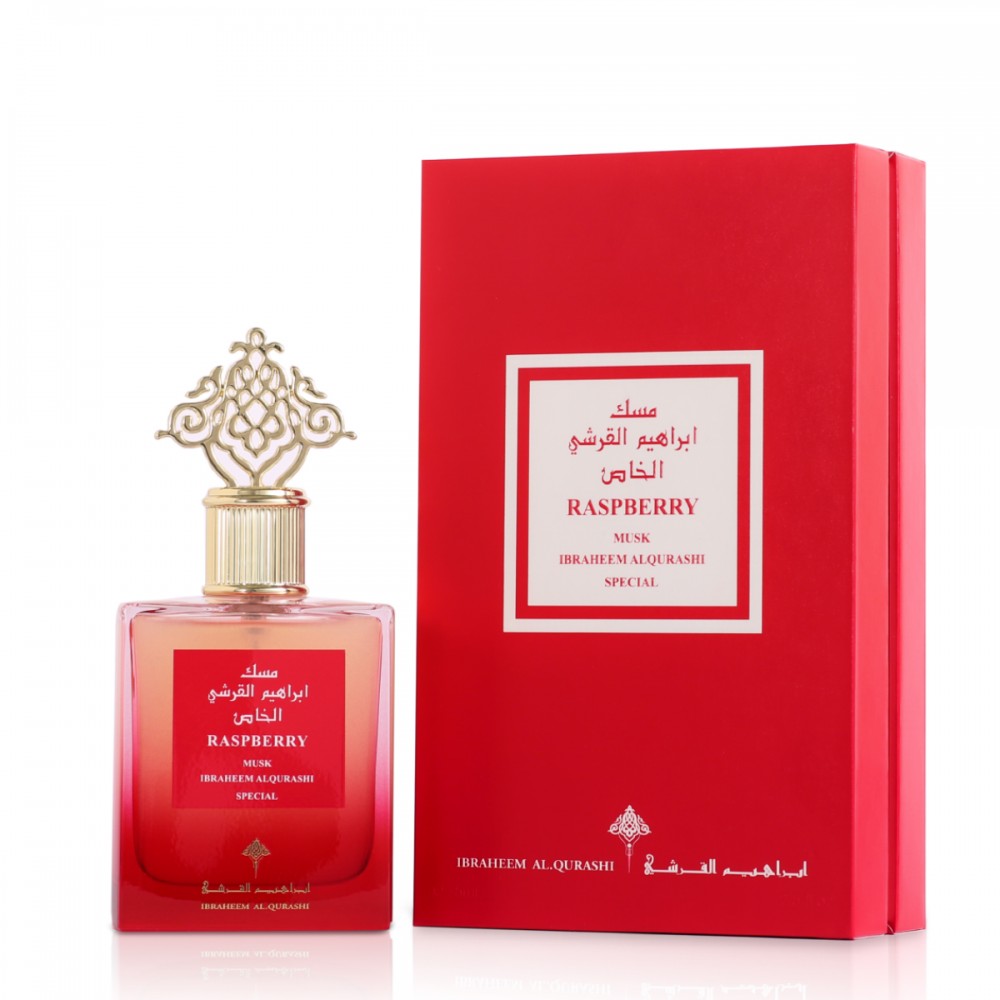 مسك
ابراهيم القرشي
الخاص
RASPBERRY
MUSK
IBRAHEEM ALQURASHI
SPECIAL
ابراهيم القرشي
IBRAHEEM AL.QURASHI
مسك
ابراهيم القرشي
الخاص
RASPBERRY
MUSK
IBRAHEEM ALQURASHI
SPECIAL
IBRAHEEM AL.QURASHI ابراهيم القرشي